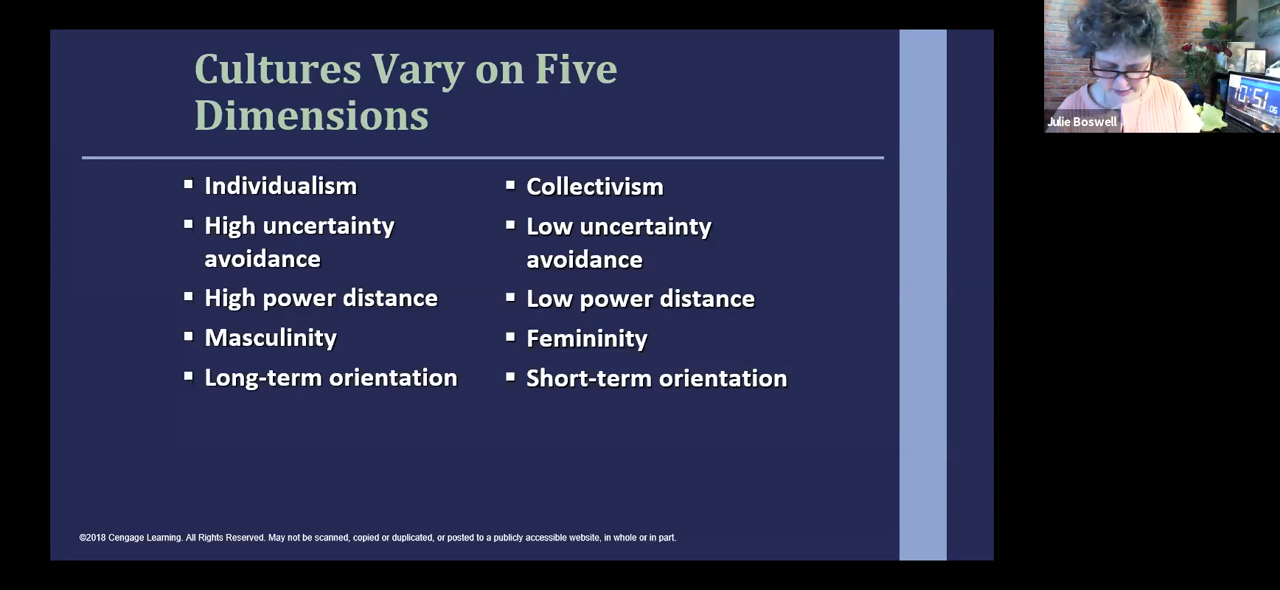 Cultures Vary on Five
Dimensions
▪ Individualism
▪ High uncertainty
avoidance
▪ High power distance
▪ Masculinity
▪ Long-term orientation
▪ Collectivism
▪ Low uncertainty
avoidance
▪ Low power distance
▪ Femininity
▪ Short-term orientation
©2018 Cengage Learning. All Rights Reserved. May not be scanned, copied or duplicated, or posted to a publicly accessible website, in whole or in part.
Julie Boswell
10:51